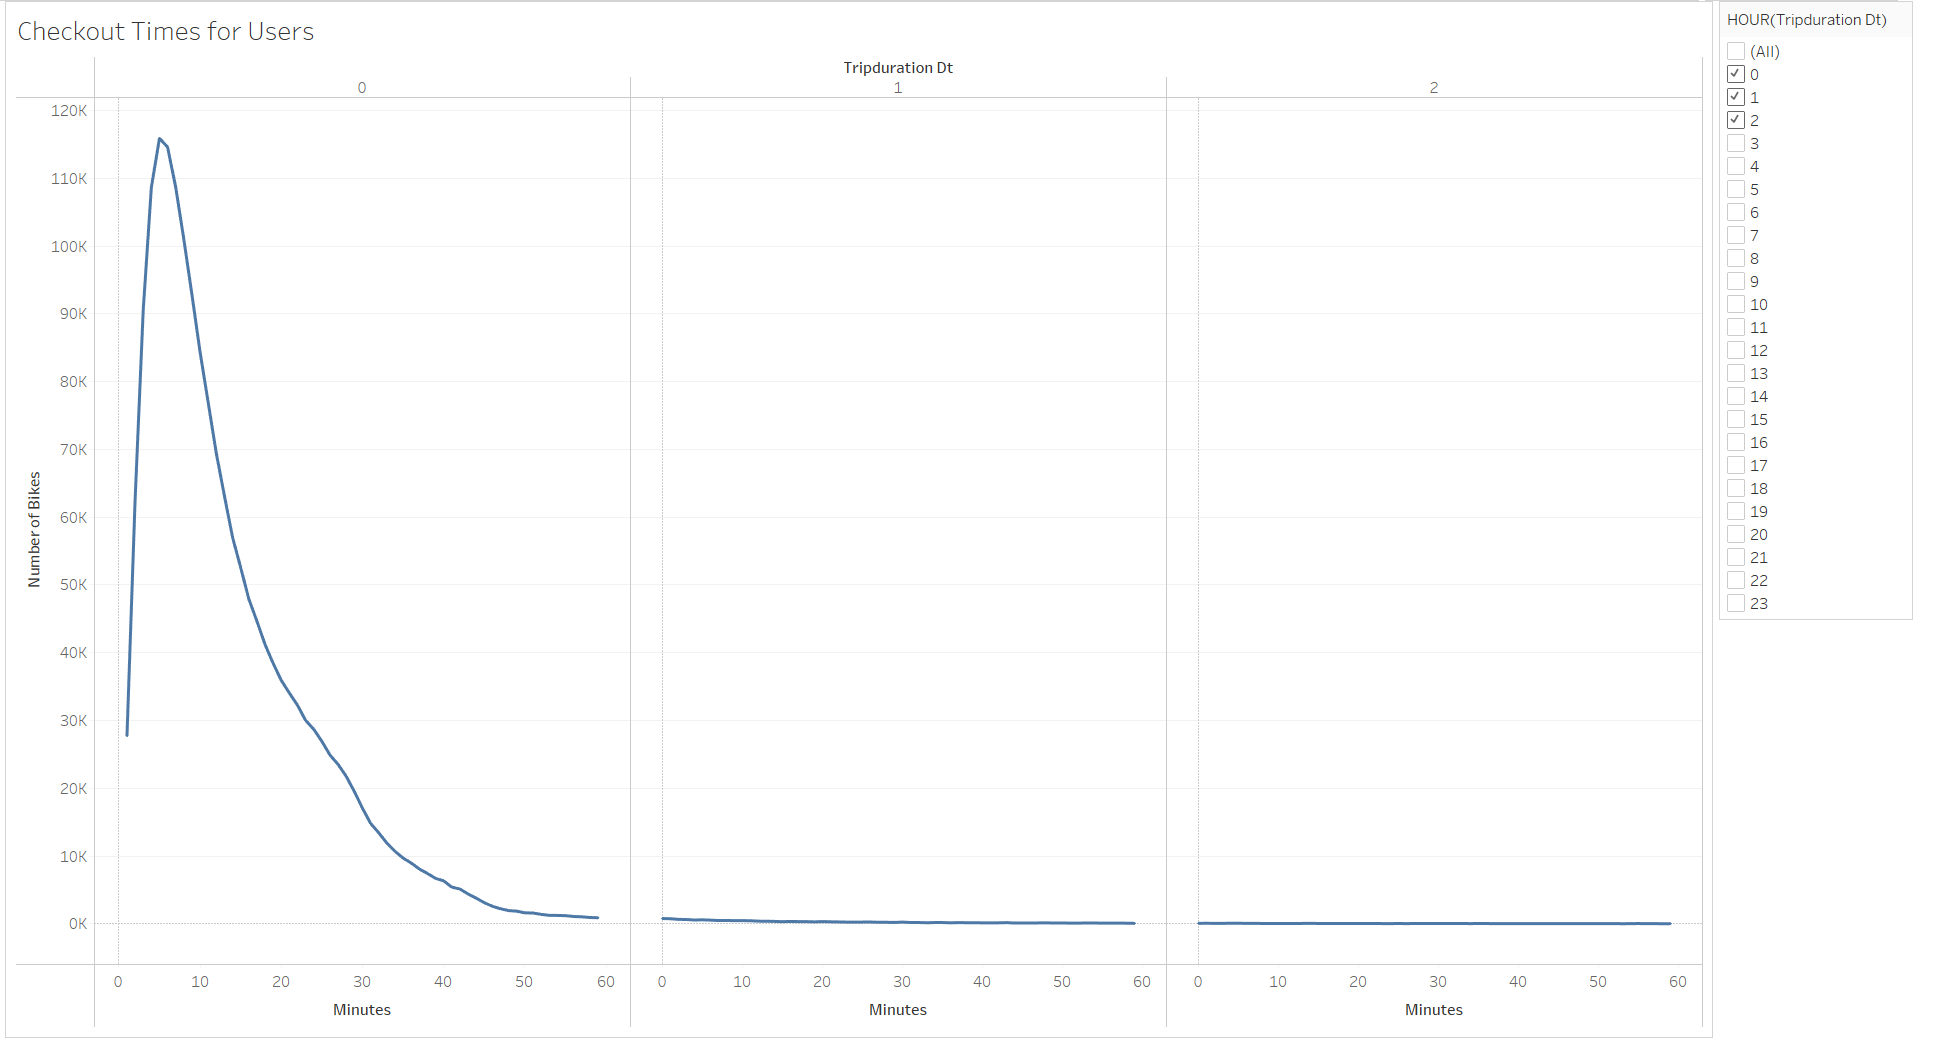 Checkout Times for Users
Tripduration Dt
0 1 2
120K
110K
100K
90K
80K
70K
60K
50K
40K
30K
20K
10K
0K
Number of Bikes
0 10 20 30 40 50 60 0 10 20 30 40 50 60 0 10 20 30 40 50 60
Minutes Minutes Minutes
HOUR(Tripduration Dt)
(All)
0
1
2
3
4
5
6
7
8
9
10
11
12
13
14
15
16
17
18
19
20
21
22
23